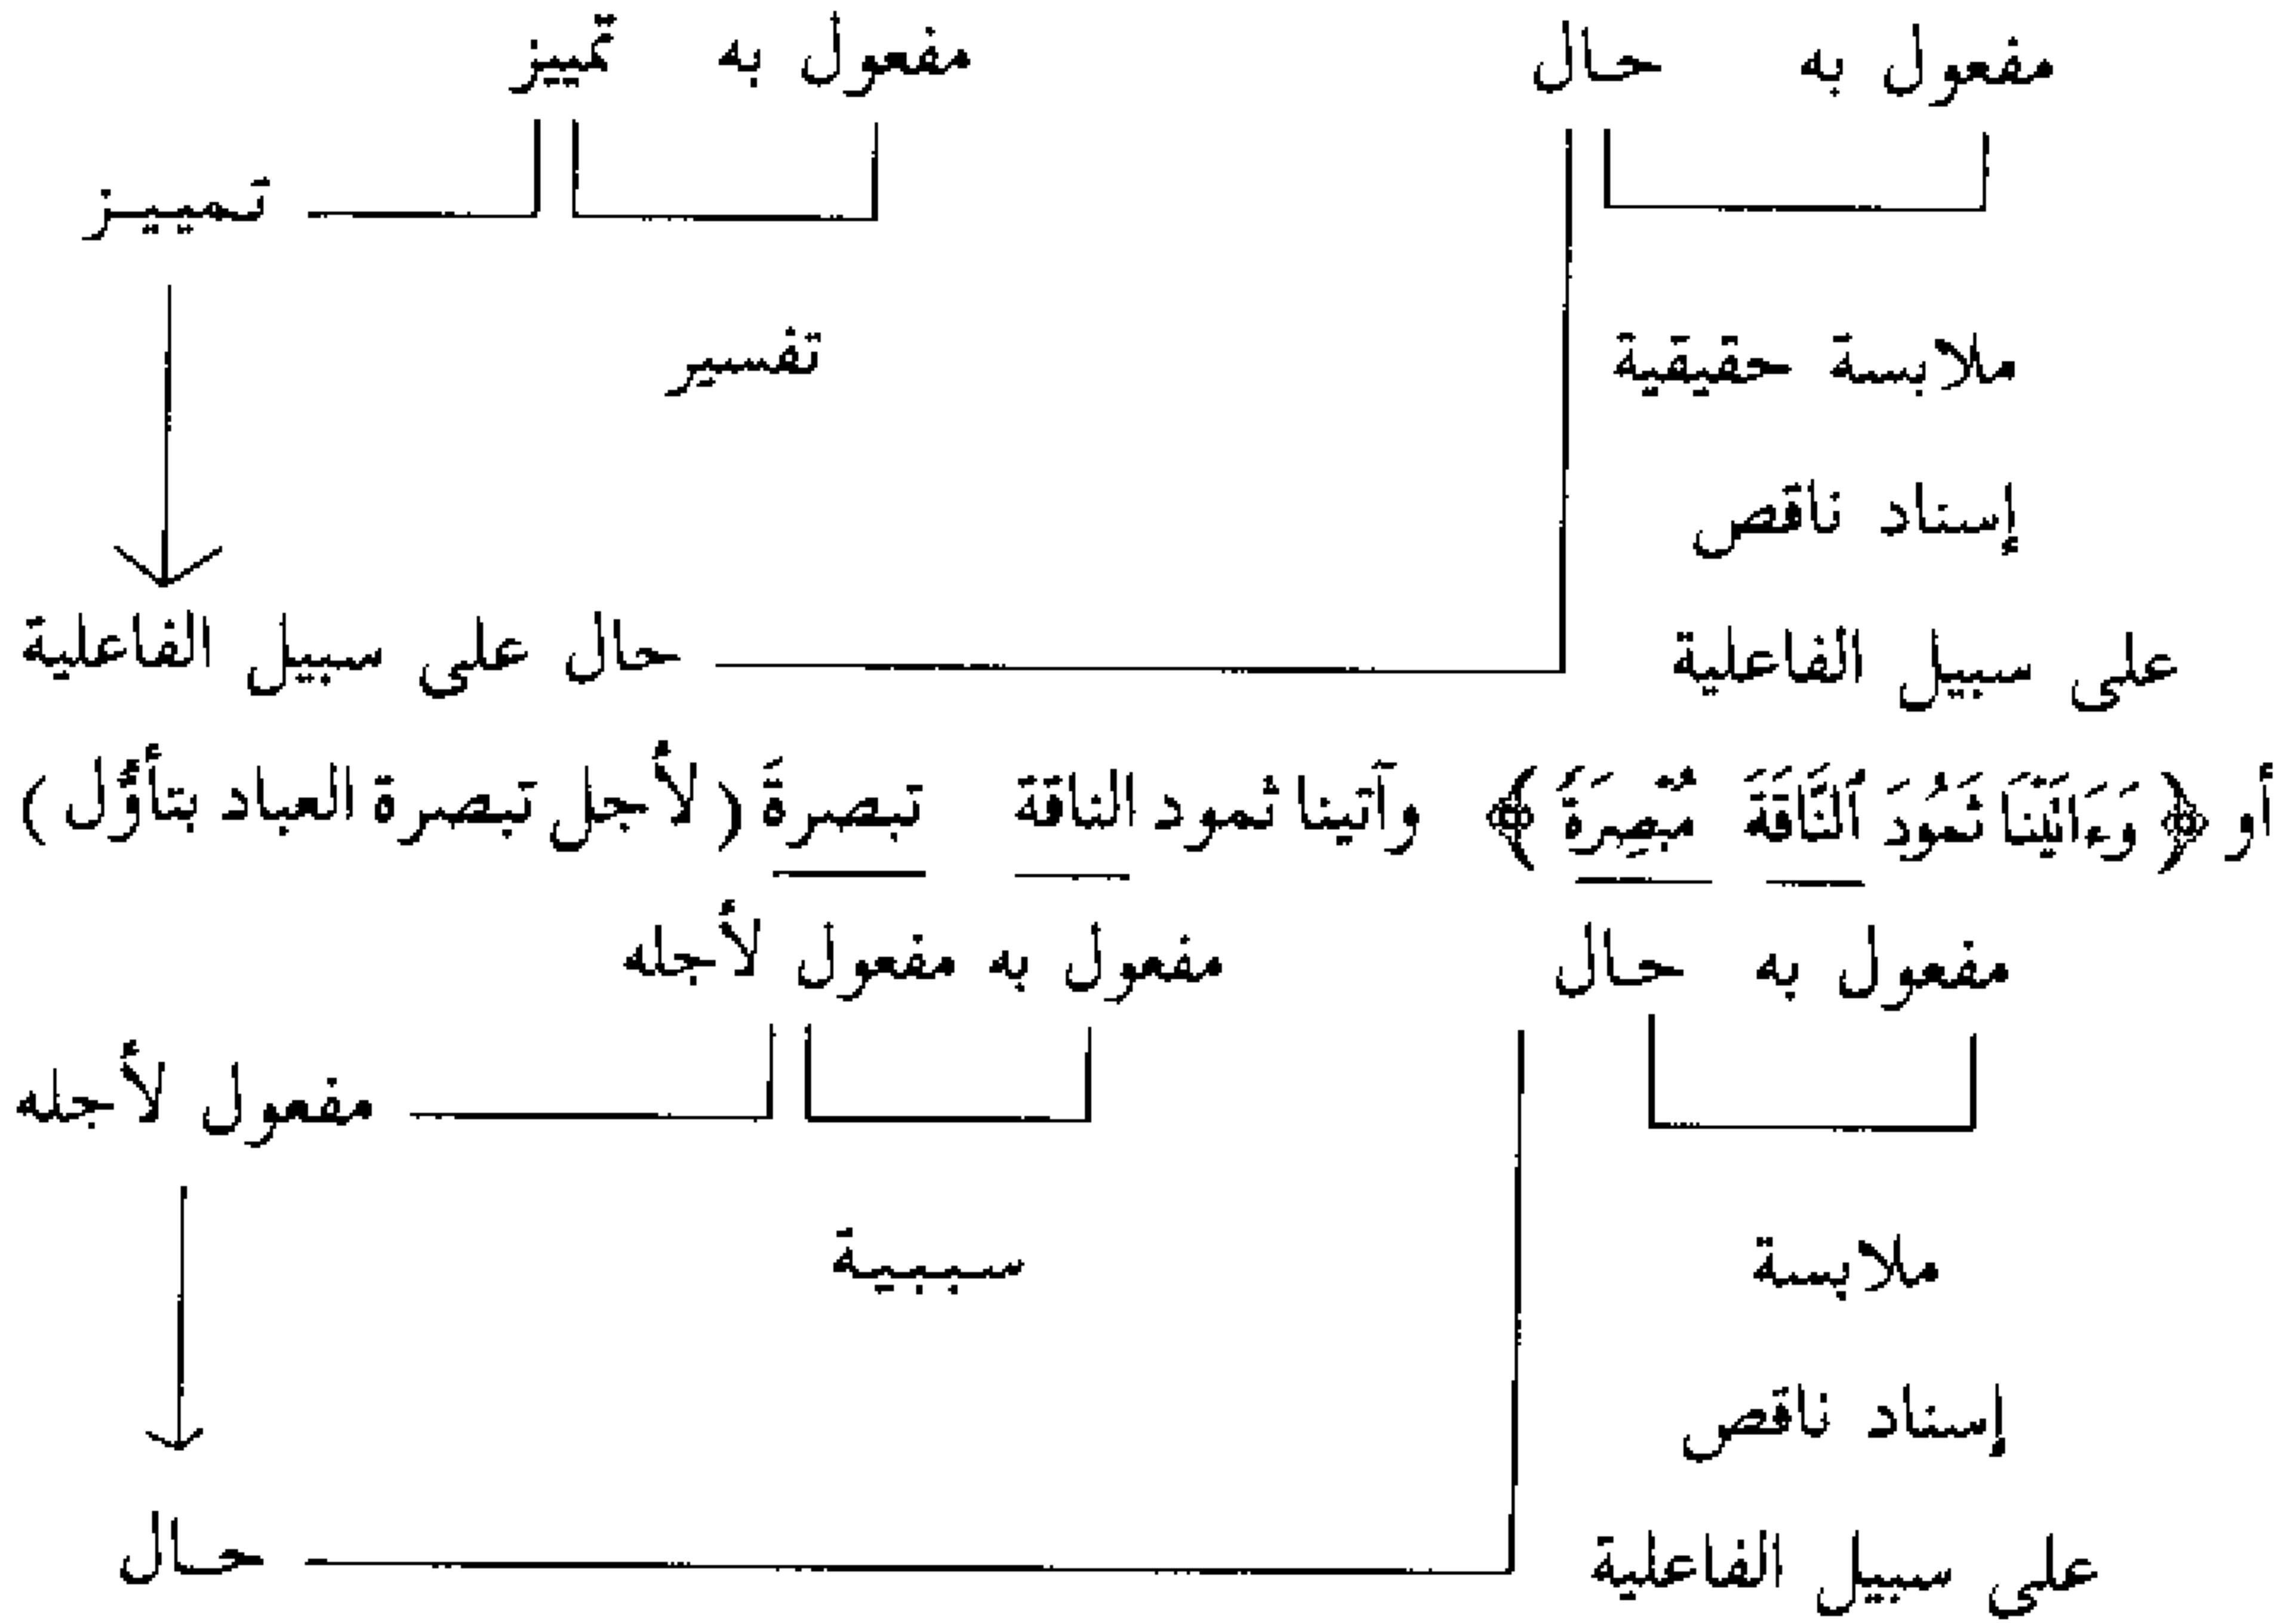 مفعول به حال مفعول به تمييز
تمييز
ملابسة حقيقية تفسير
إسناد ناقص
على سبيل الفاعلية حال على سبيل الفاعلية
أو ﴿وَءَاتَيْنَا ثَمُودَ ٱلنَّاقَةَ مُبْصِرَةً﴾ وآتينا ثمود الناقة تبصرةً (لأجل تبصرة العباد بتأوّل)
مفعول به حال مفعول به مفعول لأجله
مفعول لأجله
ملابسة سببية
إسناد ناقص
على سبيل الفاعلية حال